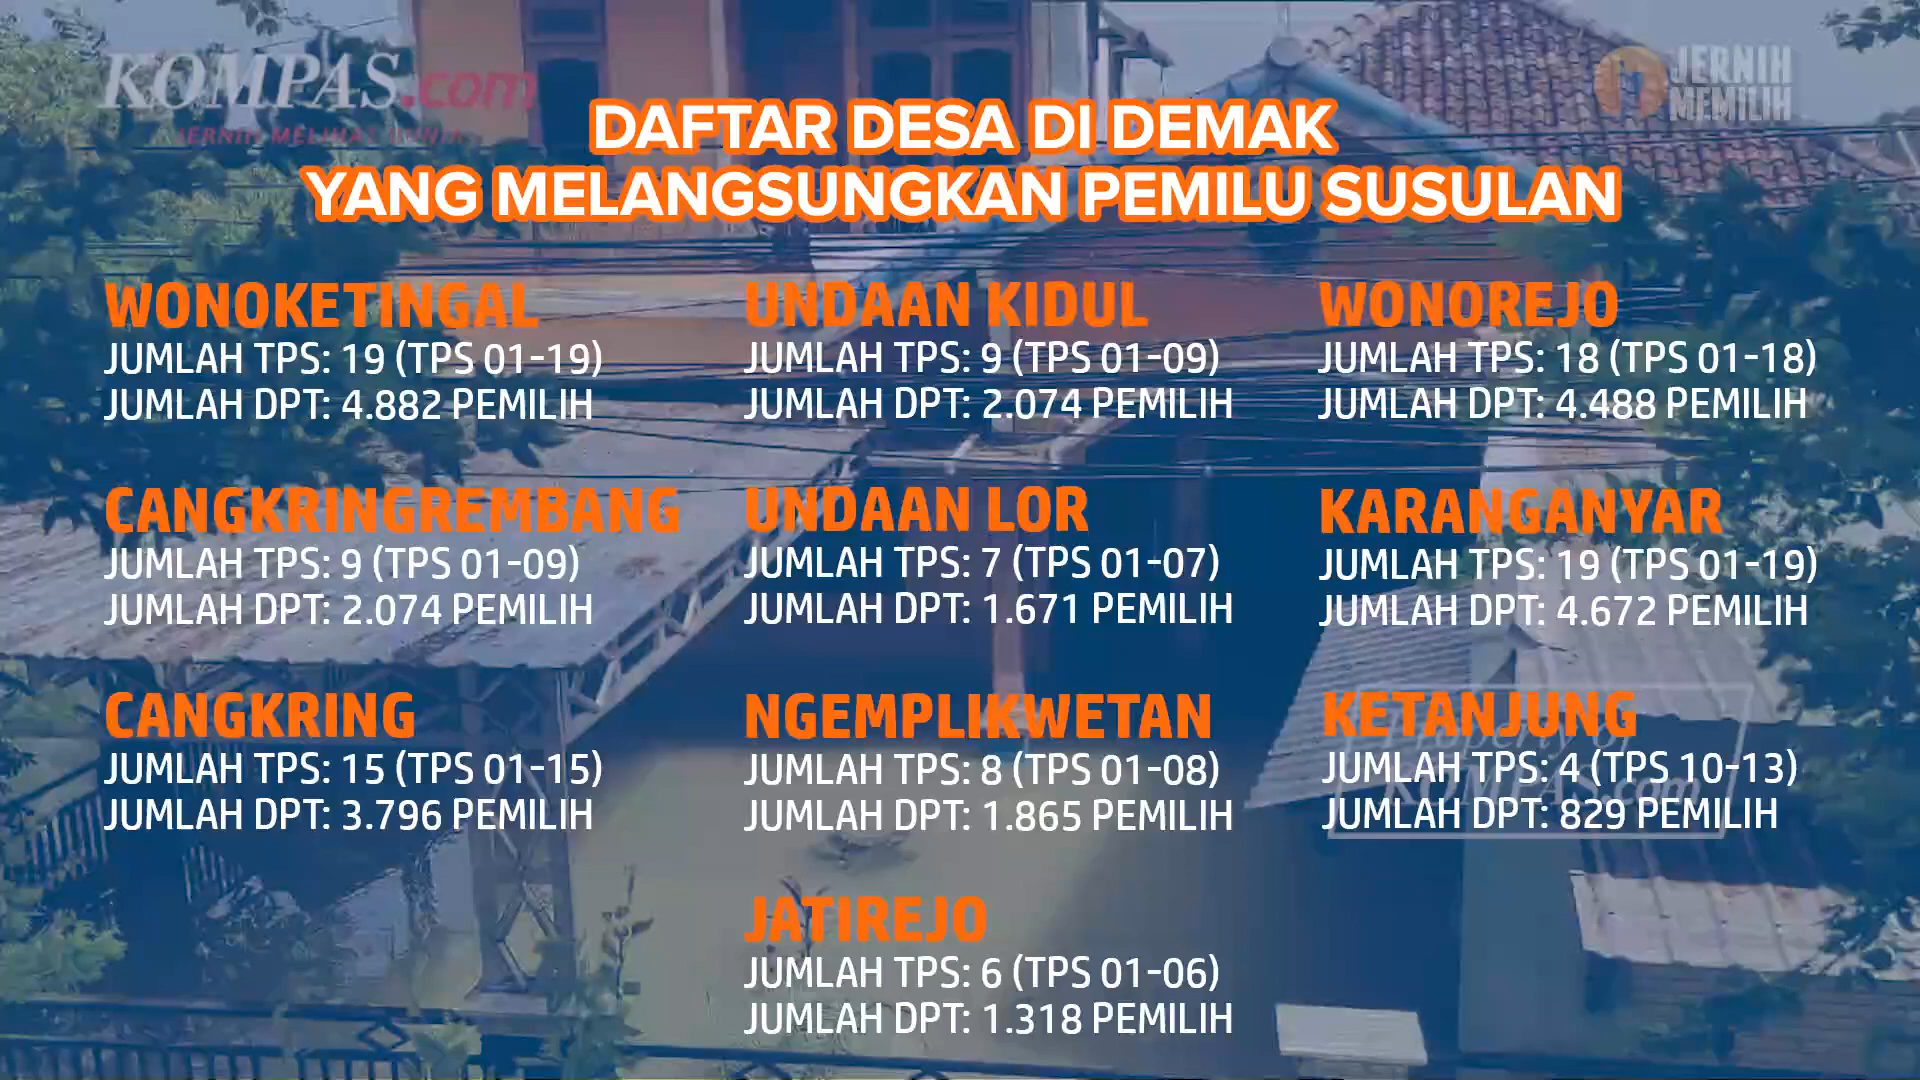 KOMPAS.com
JERNIH MELIHAT DUNIA
JERNIH
MEMILIH
DAFTAR DESA DI DEMAK
YANG MELANGSUNGKAN PEMILU SUSULAN
WONOKETINGAL
JUMLAH TPS: 19 (TPS 01-19)
JUMLAH DPT: 4.882 PEMILIH
UNDAAN KIDUL
JUMLAH TPS: 9 (TPS 01-09)
JUMLAH DPT: 2.074 PEMILIH
WONOREJO
JUMLAH TPS: 18 (TPS 01-18)
JUMLAH DPT: 4.488 PEMILIH
CANGKRINGREMBANG
JUMLAH TPS: 9 (TPS 01-09)
JUMLAH DPT: 2.074 PEMILIH
UNDAAN LOR
JUMLAH TPS: 7 (TPS 01-07)
JUMLAH DPT: 1.671 PEMILIH
KARANGANYAR
JUMLAH TPS: 19 (TPS 01-19)
JUMLAH DPT: 4.672 PEMILIH
CANGKRING
JUMLAH TPS: 15 (TPS 01-15)
JUMLAH DPT: 3.796 PEMILIH
NGEMPLIKWETAN
JUMLAH TPS: 8 (TPS 01-08)
JUMLAH DPT: 1.865 PEMILIH
KETANJUNG
JUMLAH TPS: 4 (TPS 10-13)
JUMLAH DPT: 829 PEMILIH
KOMPAS.com
JATIREJO
JUMLAH TPS: 6 (TPS 01-06)
JUMLAH DPT: 1.318 PEMILIH